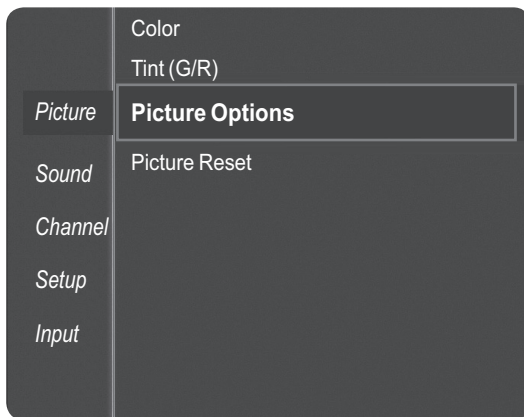 Color
Tint (G/R)
Picture
Picture Options
Sound
Picture Reset
Channel
Setup
Input